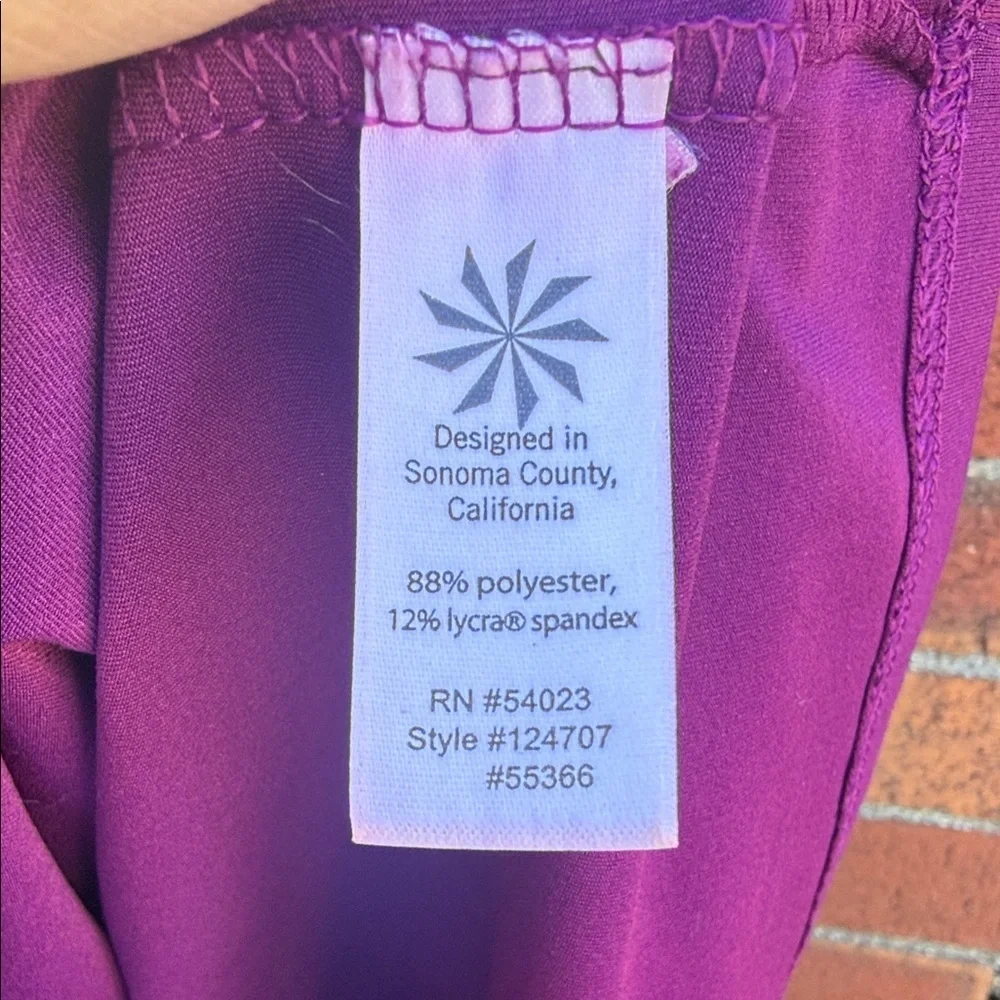 Designed in
Sonoma County,
California
88% polyester,
12% lycra® spandex
RN #54023
Style #124707
#55366